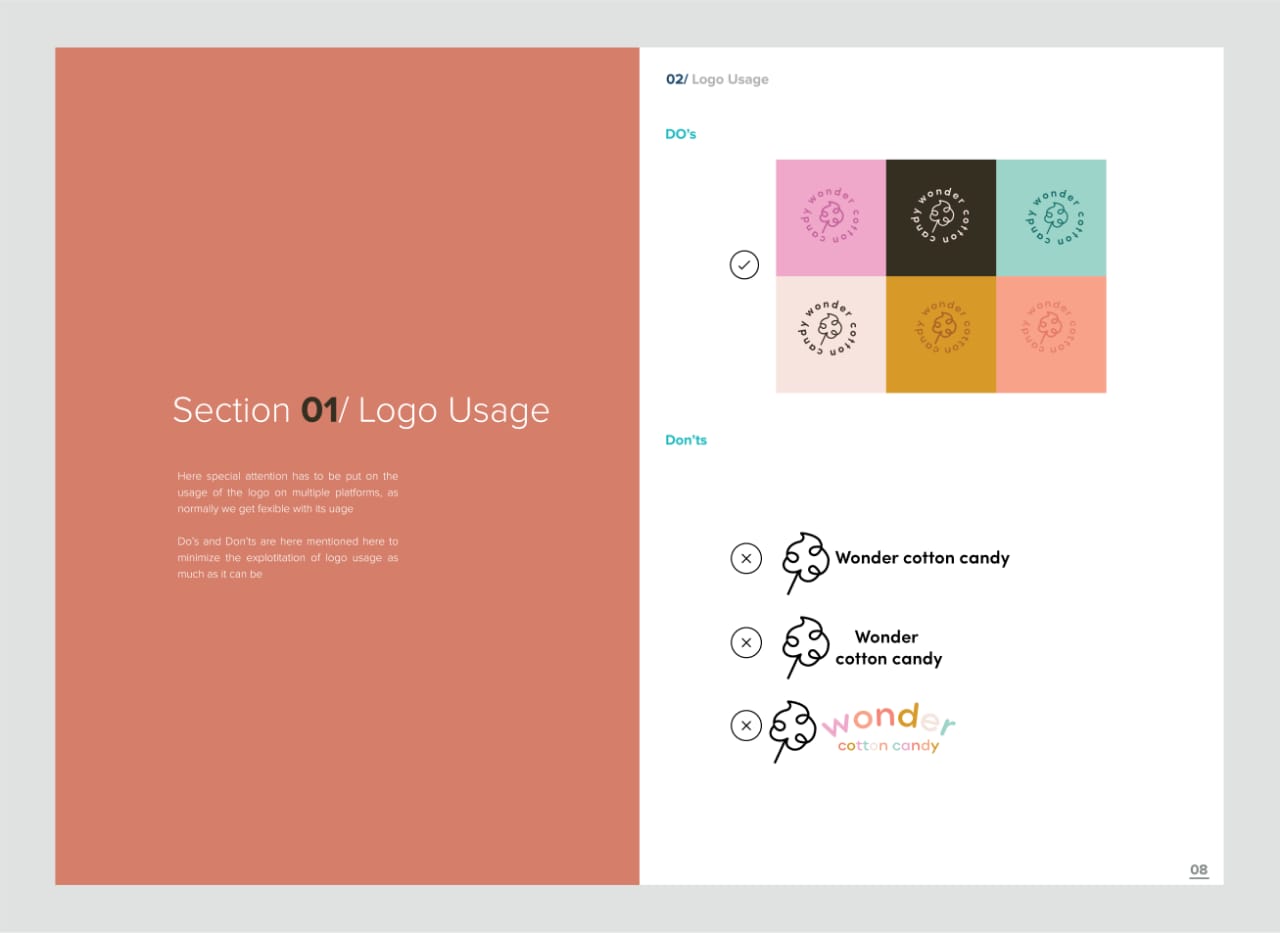 Section 01/ Logo Usage
Here special attention has to be put on the
usage of the logo on multiple platforms, as
normally we get fexible with its uage
Do's and Don'ts are here mentioned here to
minimize the explotitation of logo usage as
much as it can be
02/ Logo Usage
DO's
wonder cotton candy
wonder cotton candy
wonder cotton candy
wonder cotton candy
wonder cotton candy
wonder cotton candy
Don'ts
Wonder cotton candy
Wonder
cotton candy
wonder
cotton candy
08